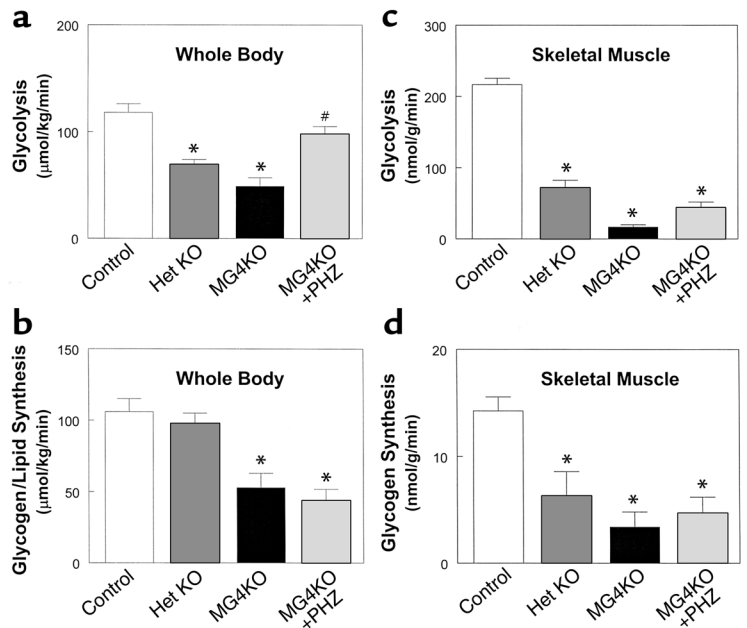 a
Whole Body
Glycolysis
(μmol/kg/min)
200
100
0
*
*
#
Control
Het KO
MG4KO
MG4KO
+PHZ
c
Skeletal Muscle
Glycolysis
(nmol/g/min)
300
200
100
0
*
*
*
Control
Het KO
MG4KO
MG4KO
+PHZ
b
Whole Body
Glycogen/Lipid Synthesis
(μmol/kg/min)
150
100
50
0
*
*
Control
Het KO
MG4KO
MG4KO
+PHZ
d
Skeletal Muscle
Glycogen Synthesis
(nmol/g/min)
20
10
0
*
*
*
Control
Het KO
MG4KO
MG4KO
+PHZ